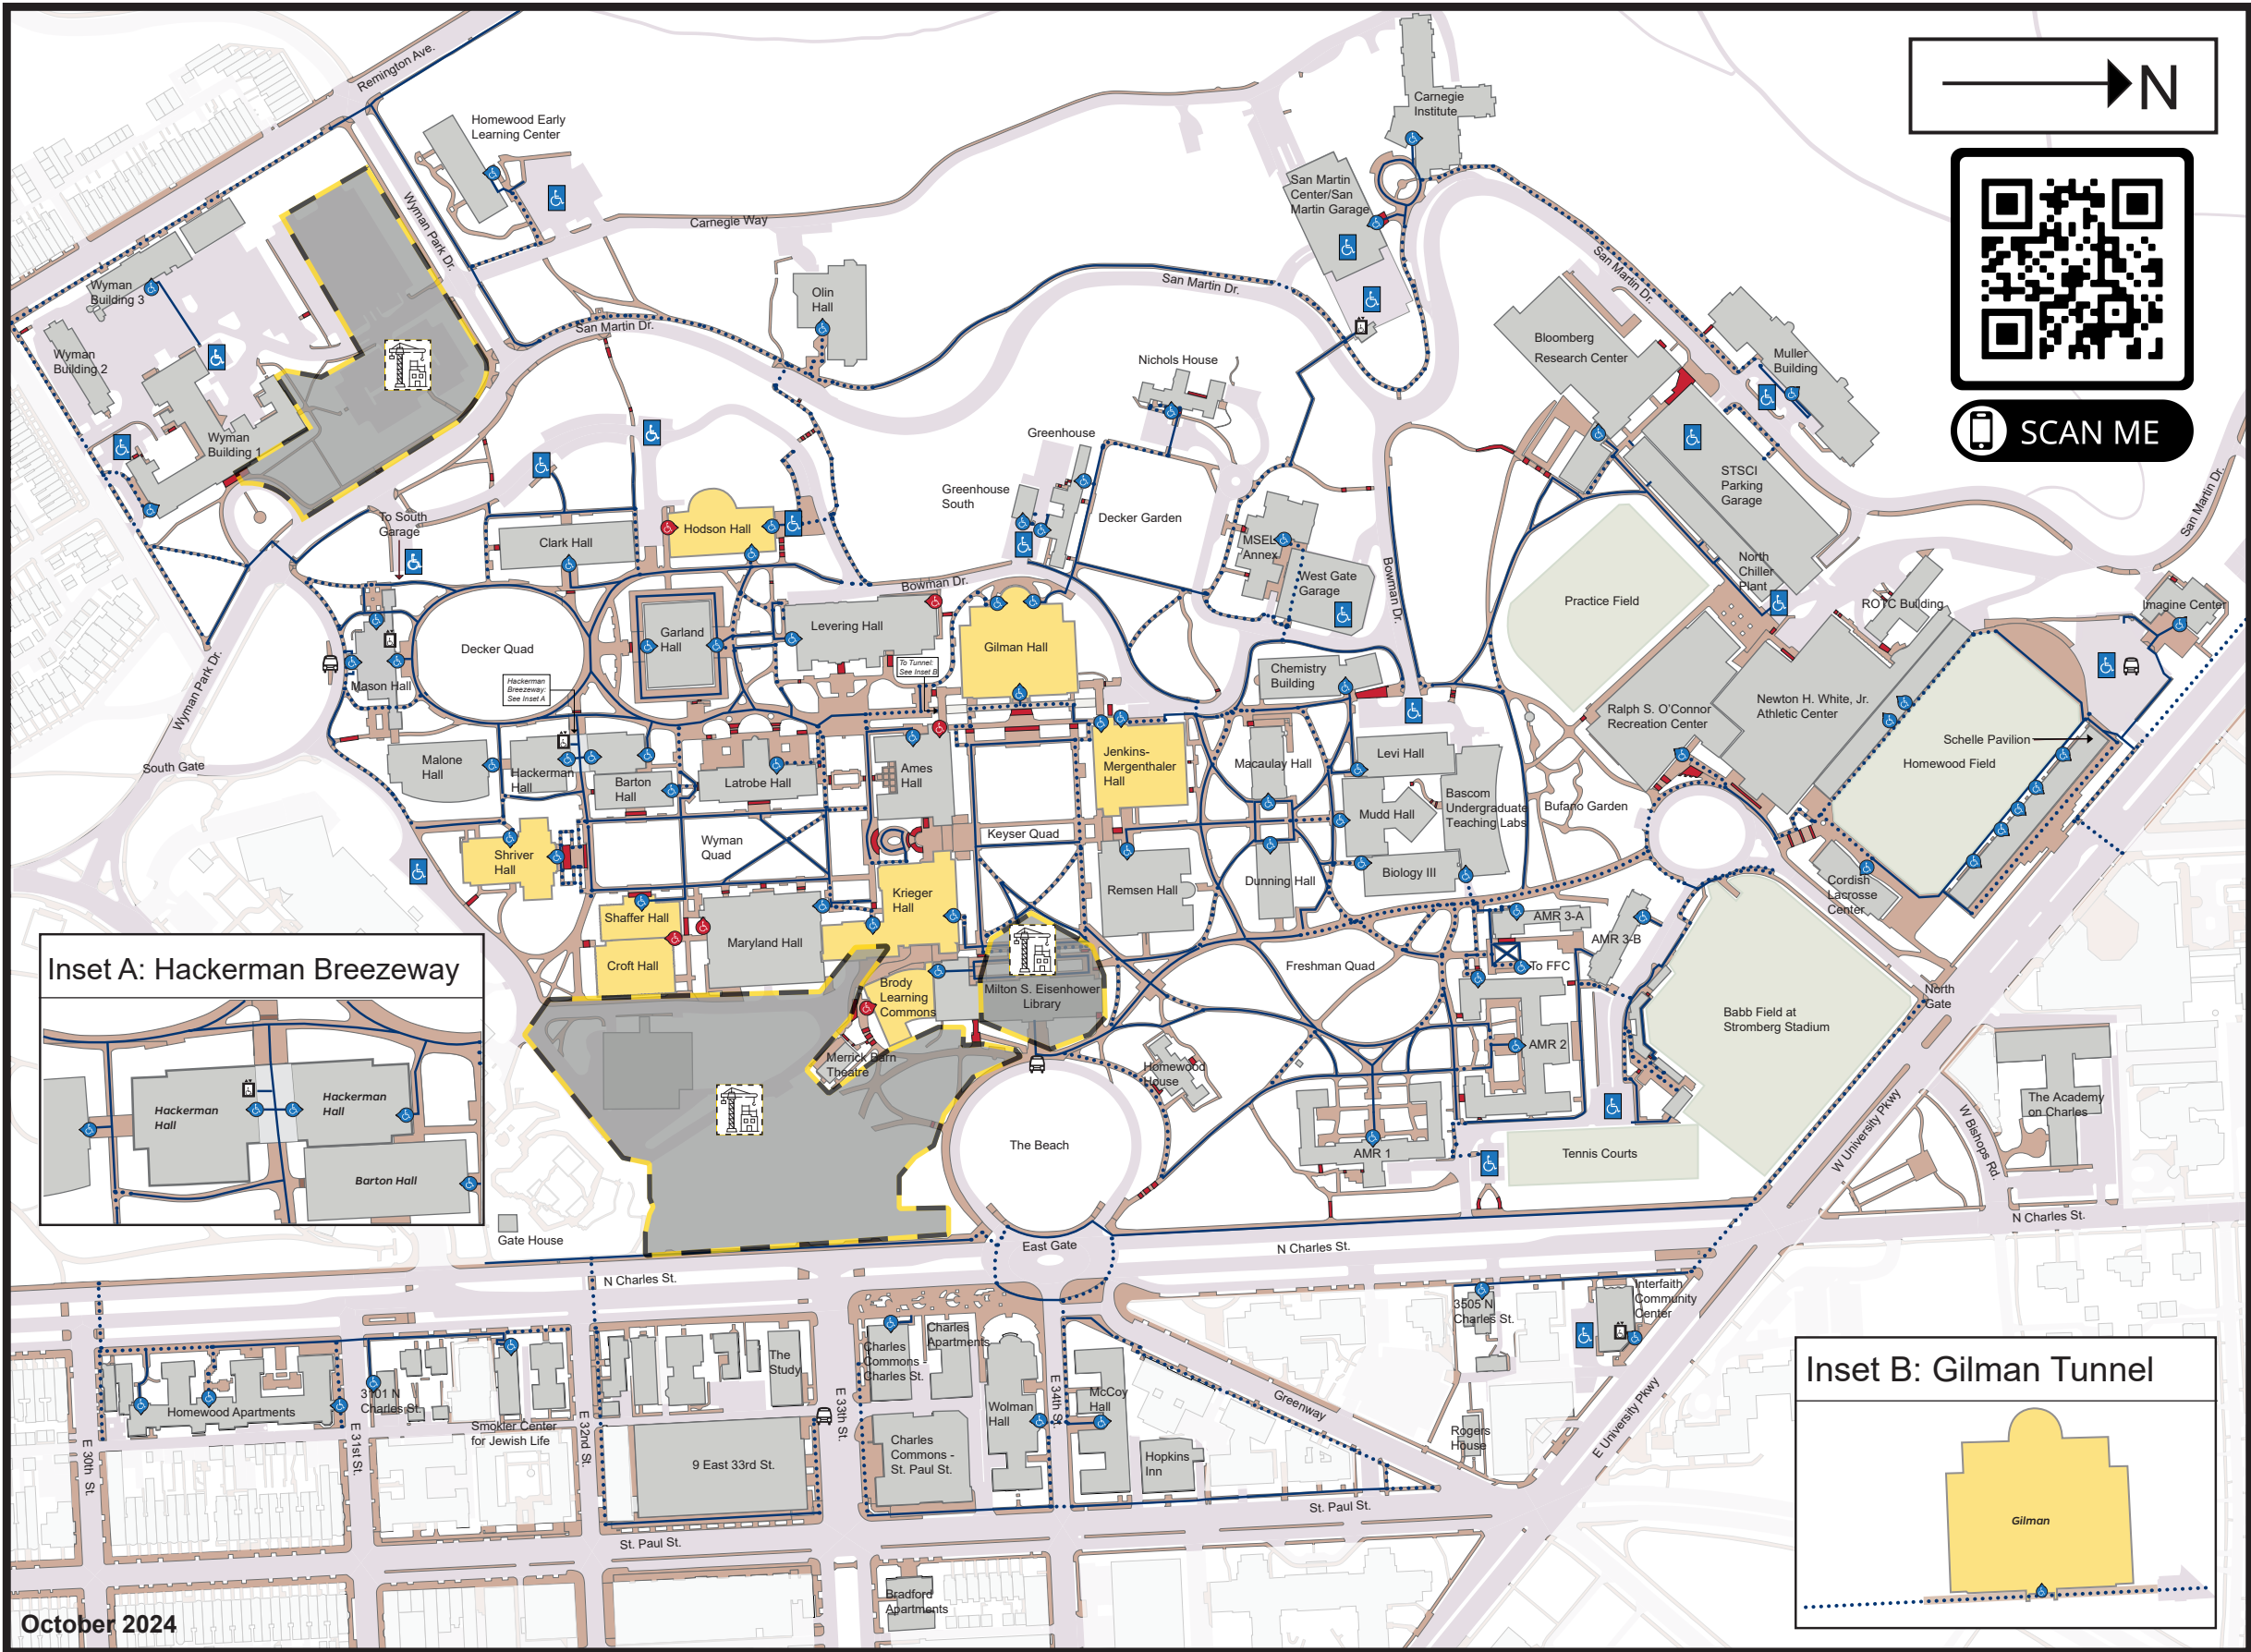 Remington Ave.
N
SCAN ME
Carnegie
Institute
Homewood Early
Learning Center
Wyman Park Dr.
Carnegie Way
San Martin
Center/San
Martin Garage
San Martin Dr.
San Martin Dr.
San Martin Dr.
San Martin Dr.
Wyman
Building 3
Wyman
Building 2
Wyman
Building 1
Olin
Hall
Nichols House
Bloomberg
Research Center
Muller
Building
Greenhouse
Greenhouse
South
Decker Garden
STSCI
Parking
Garage
To South
Garage
Clark Hall
Hodson Hall
MSEL
Annex
West Gate
Garage
North
Chiller
Plant
Practice Field
ROTC Building
Imagine Center
Bowman Dr.
Bowman Dr.
Decker Quad
Garland
Hall
Levering Hall
Gilman Hall
To Tunnel:
See Inset B
Hackerman
Breezeway:
See Inset A
Mason Hall
Wyman Park Dr.
South Gate
Chemistry
Building
Ralph S. O'Connor
Recreation Center
Newton H. White, Jr.
Athletic Center
Schelle Pavilion
Homewood Field
Malone
Hall
Hackerman
Hall
Barton
Hall
Latrobe Hall
Ames
Hall
Jenkins-
Mergenthaler
Hall
Macaulay Hall
Levi Hall
Mudd Hall
Bascom
Undergraduate
Teaching Labs
Bufano Garden
Keyser Quad
Wyman
Quad
Shriver
Hall
Shaffer Hall
Croft Hall
Maryland Hall
Krieger
Hall
Remsen Hall
Dunning Hall
Biology III
Cordish
Lacrosse
Center
AMR 3-A
AMR 3-B
To FFC
Freshman Quad
Brody
Learning
Commons
Milton S. Eisenhower
Library
Merrick Barn
Theatre
Homewood
House
AMR 2
AMR 1
Babb Field at
Stromberg Stadium
North
Gate
The Academy
on Charles
W Bishops Rd.
W University Pkwy
Tennis Courts
The Beach
East Gate
Gate House
N Charles St.
N Charles St.
N Charles St.
Inset A: Hackerman Breezeway
Hackerman
Hall
Hackerman
Hall
Barton Hall
Homewood Apartments
3101 N
Charles St.
Smokler Center
for Jewish Life
The
Study
Charles
Commons -
Charles St.
Charles
Apartments
Wolman
Hall
McCoy
Hall
Hopkins
Inn
Charles
Commons -
St. Paul St.
9 East 33rd St.
E 30th St.
E 31st St.
E 32nd St.
E 33th St.
E 34th St.
Greenway
3505 N
Charles St.
Interfaith
Community
Center
Rogers
House
E University Pkwy
St. Paul St.
St. Paul St.
Bradford
Apartments
Inset B: Gilman Tunnel
Gilman
October 2024